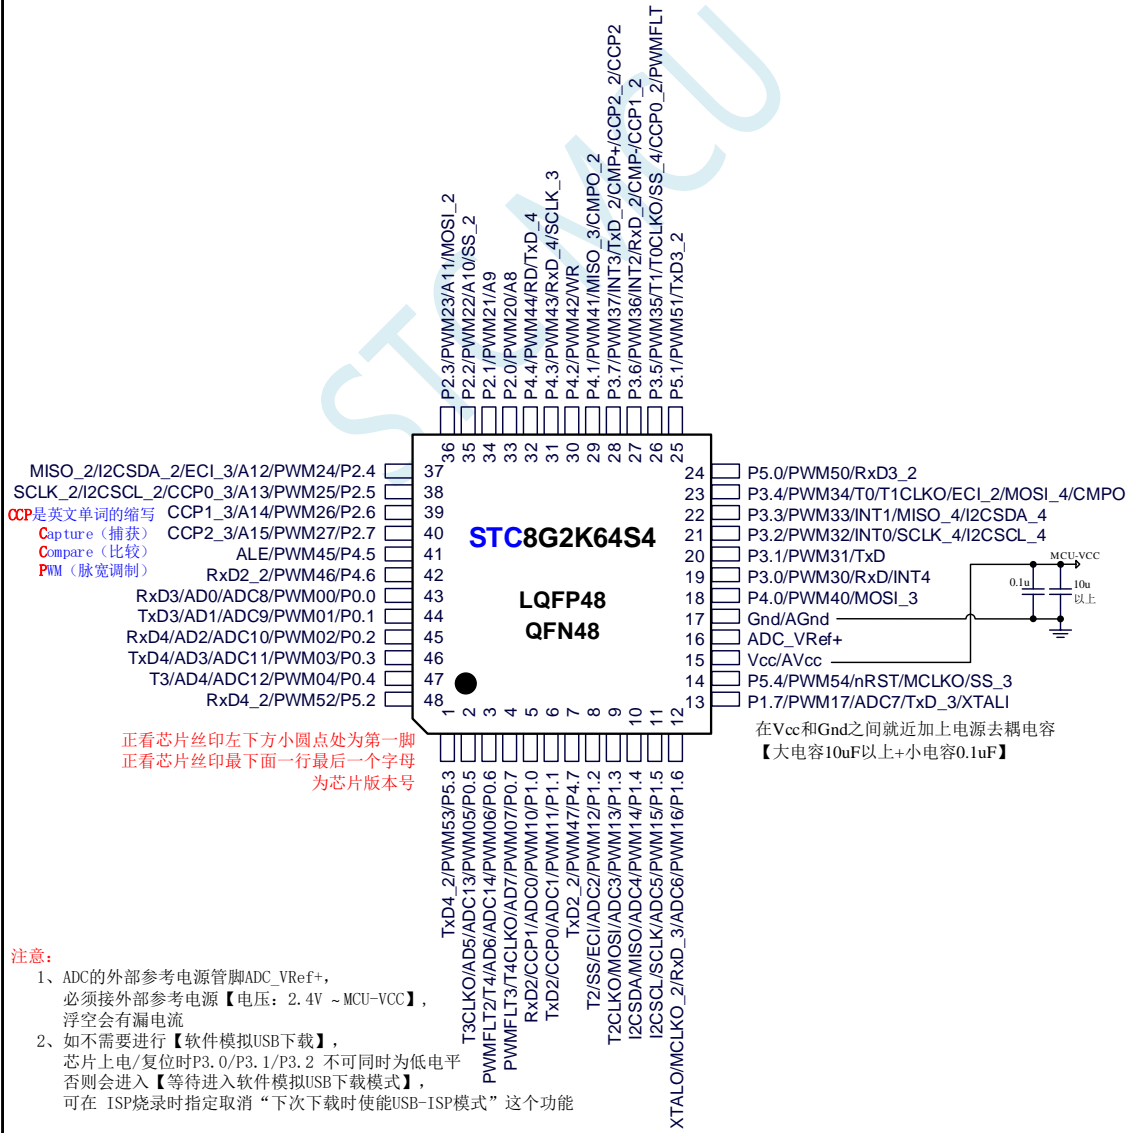 STCMCU
P2.3/PWM23/A11/MOSI_2
P2.2/PWM22/A10/SS_2
P2.1/PWM21/A9
P2.0/PWM20/A8
P4.4/PWM44/RD/TxD_4
P4.3/PWM43/RxD_4/SCLK_3
P4.2/PWM42/WR
P4.1/PWM41/MISO_3/CMPO_2
P3.7/PWM37/INT3/TxD_2/CMP+/CCP2_2/CCP2
P3.6/PWM36/INT2/RxD_2/CMP-/CCP1_2
P3.5/PWM35/T1/T0CLKO/SS_4/CCP0_2/PWMFLT
P5.1/PWM51/TxD3_2
36 35 34 33 32 31 30 29 28 27 26 25
MISO_2/I2CSDA_2/ECI_3/A12/PWM24/P2.4 37
SCLK_2/I2CSCL_2/CCP0_3/A13/PWM25/P2.5 38
CCP1_3/A14/PWM26/P2.6 39
CCP2_3/A15/PWM27/P2.7 40
ALE/PWM45/P4.5 41
RxD2_2/PWM46/P4.6 42
RxD3/AD0/ADC8/PWM00/P0.0 43
TxD3/AD1/ADC9/PWM01/P0.1 44
RxD4/AD2/ADC10/PWM02/P0.2 45
TxD4/AD3/ADC11/PWM03/P0.3 46
T3/AD4/ADC12/PWM04/P0.4 47
RxD4_2/PWM52/P5.2 48
CCP是英文单词的缩写
Capture（捕获）
Compare（比较）
PWM（脉宽调制）
STC8G2K64S4
LQFP48
QFN48
24 P5.0/PWM50/RxD3_2
23 P3.4/PWM34/T0/T1CLKO/ECI_2/MOSI_4/CMPO
22 P3.3/PWM33/INT1/MISO_4/I2CSDA_4
21 P3.2/PWM32/INT0/SCLK_4/I2CSCL_4
20 P3.1/PWM31/TxD
19 P3.0/PWM30/RxD/INT4
18 P4.0/PWM40/MOSI_3
17 Gnd/AGnd
16 ADC_VRef+
15 Vcc/AVcc
14 P5.4/PWM54/nRST/MCLKO/SS_3
13 P1.7/PWM17/ADC7/TxD_3/XTALI
MCU-VCC
0.1u
10u
以上
在Vcc和Gnd之间就近加上电源去耦电容
【大电容10uF以上+小电容0.1uF】
正看芯片丝印左下方小圆点处为第一脚
正看芯片丝印最下面一行最后一个字母
为芯片版本号
1 2 3 4 5 6 7 8 9 10 11 12
TxD4_2/PWM53/P5.3
T3CLKO/AD5/ADC13/PWM05/P0.5
PWMFLT2/T4/AD6/ADC14/PWM06/P0.6
PWMFLT3/T4CLKO/AD7/PWM07/P0.7
RxD2/CCP1/ADC0/PWM10/P1.0
TxD2/CCP0/ADC1/PWM11/P1.1
TxD2_2/PWM47/P4.7
T2/SS/ECI/ADC2/PWM12/P1.2
T2CLKO/MOSI/ADC3/PWM13/P1.3
I2CSDA/MISO/ADC4/PWM14/P1.4
I2CSCL/SCLK/ADC5/PWM15/P1.5
XTALO/MCLKO_2/RxD_3/ADC6/PWM16/P1.6
注意：
1、ADC的外部参考电源管脚ADC_VRef+，
必须接外部参考电源【电压：2.4V ~ MCU-VCC】，
浮空会有漏电流
2、如不需要进行【软件模拟USB下载】，
芯片上电/复位时P3.0/P3.1/P3.2 不可同时为低电平
否则会进入【等待进入软件模拟USB下载模式】，
可在 ISP烧录时指定取消“下次下载时使能USB-ISP模式”这个功能